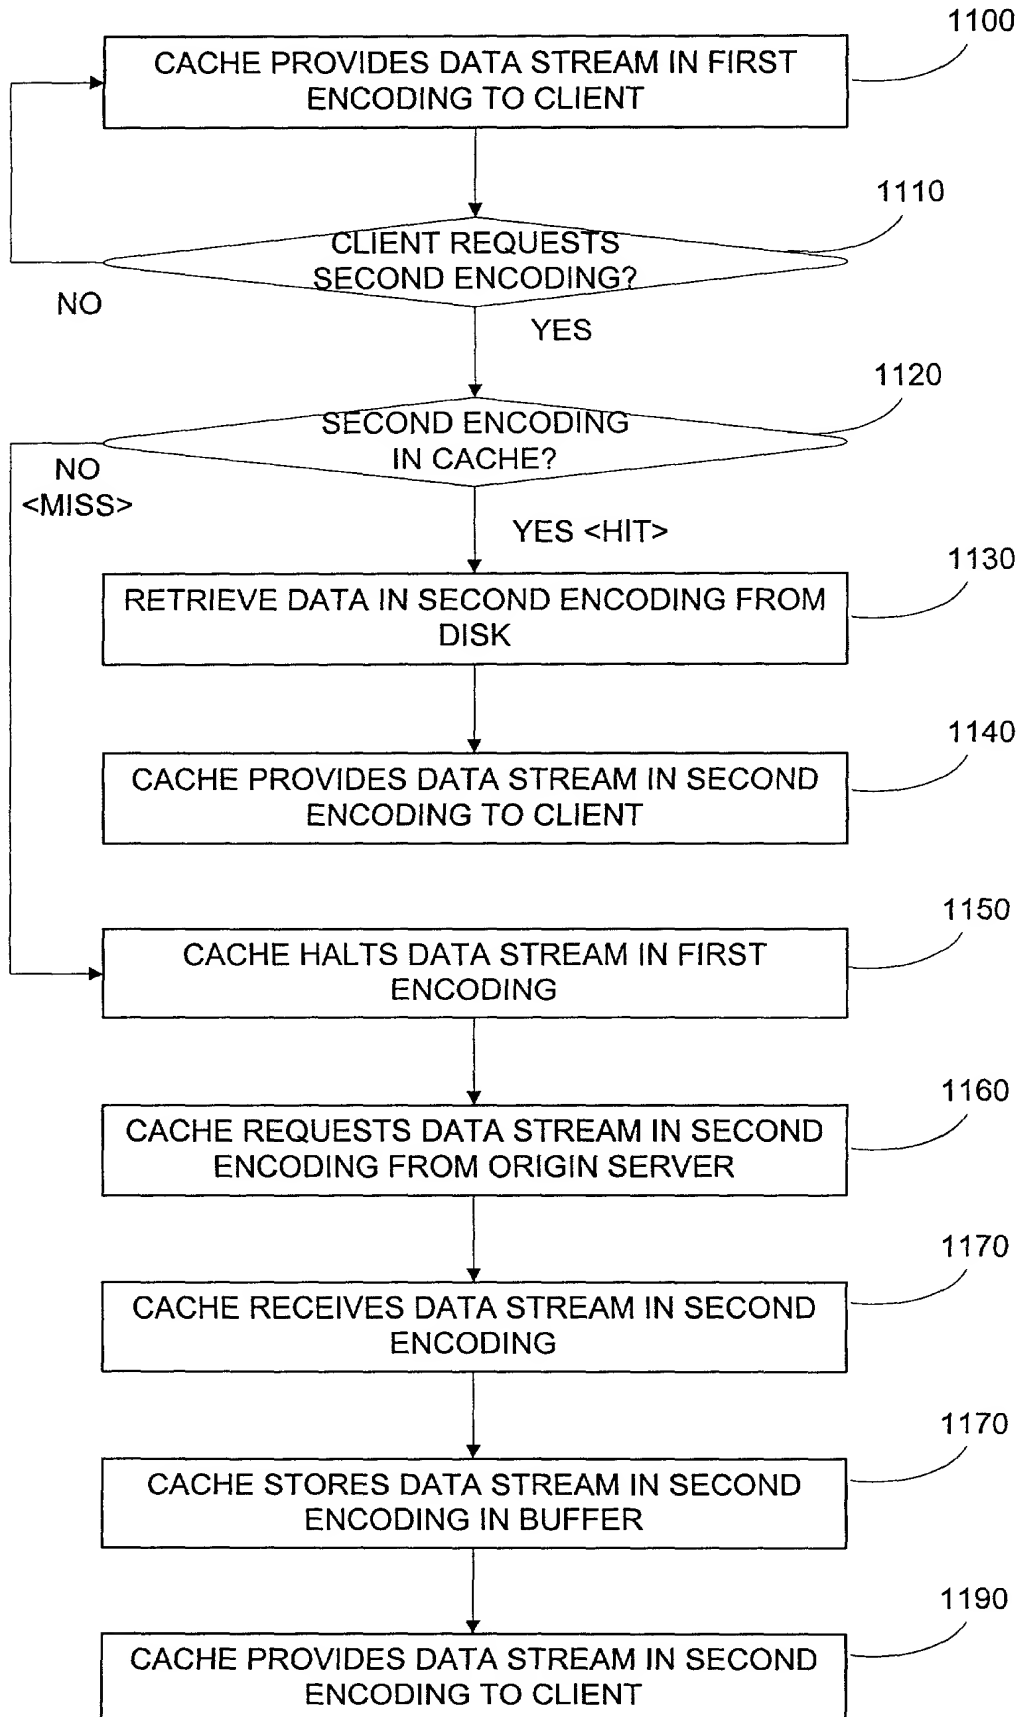 1100
CACHE PROVIDES DATA STREAM IN FIRST
ENCODING TO CLIENT
1110
CLIENT REQUESTS
SECOND ENCODING?
NO
YES
1120
SECOND ENCODING
IN CACHE?
NO
<MISS>
YES <HIT>
1130
RETRIEVE DATA IN SECOND ENCODING FROM
DISK
1140
CACHE PROVIDES DATA STREAM IN SECOND
ENCODING TO CLIENT
1150
CACHE HALTS DATA STREAM IN FIRST
ENCODING
1160
CACHE REQUESTS DATA STREAM IN SECOND
ENCODING FROM ORIGIN SERVER
1170
CACHE RECEIVES DATA STREAM IN SECOND
ENCODING
1170
CACHE STORES DATA STREAM IN SECOND
ENCODING IN BUFFER
1190
CACHE PROVIDES DATA STREAM IN SECOND
ENCODING TO CLIENT